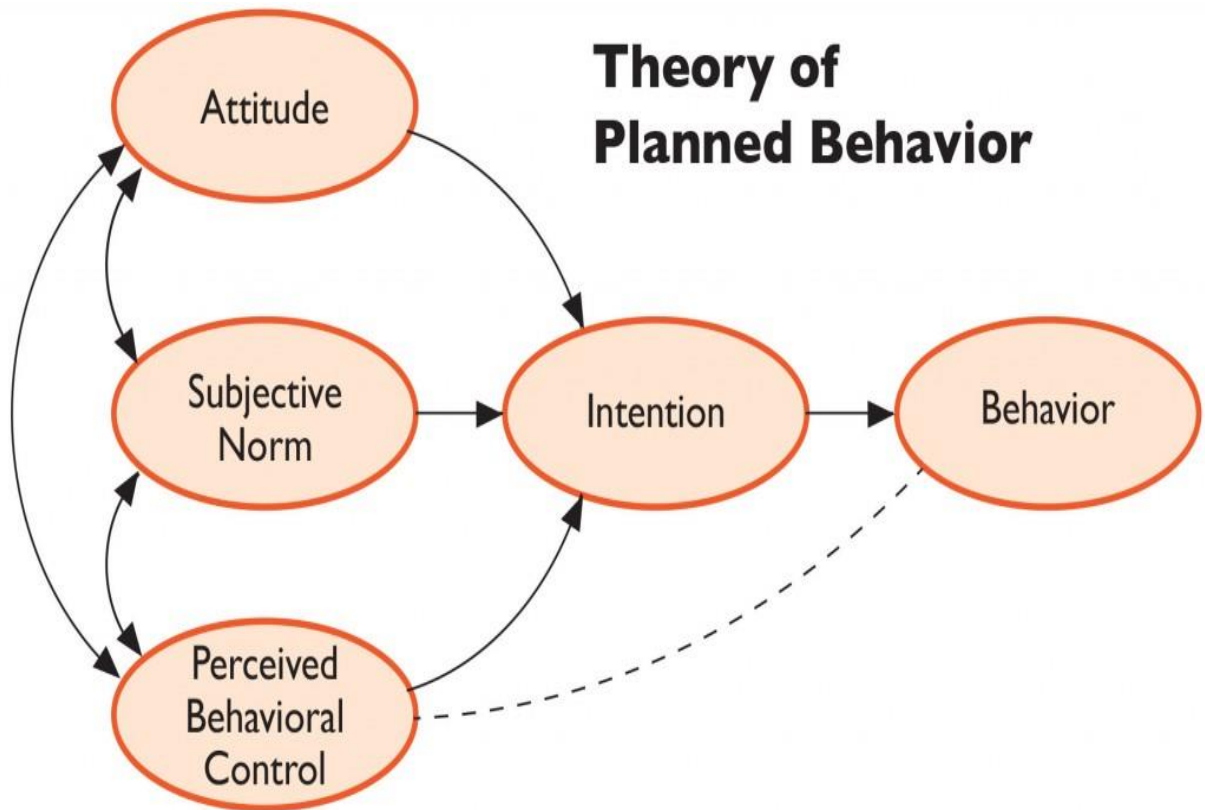 Theory of
Planned Behavior
Attitude
Subjective
Norm
Intention
Behavior
Perceived
Behavioral
Control